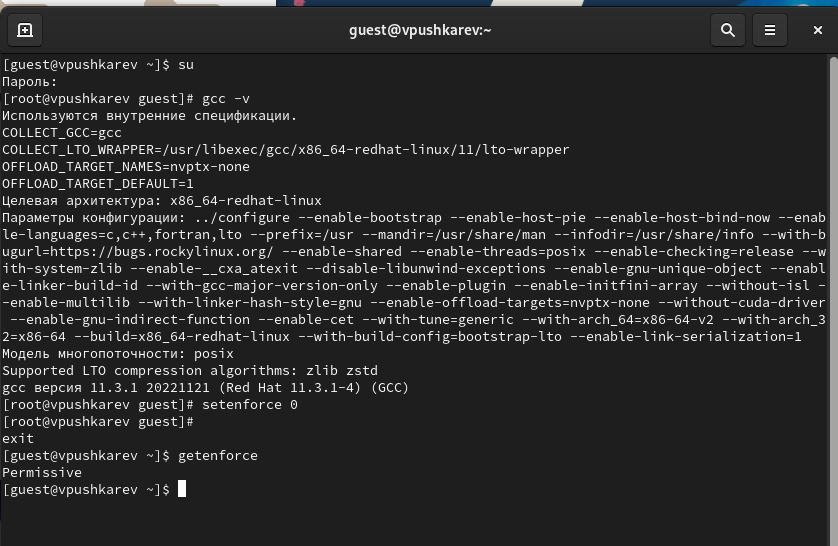 guest@vpushkarev:~
[guest@vpushkarev ~]$ su
Пароль:
[root@vpushkarev guest]# gcc -v
Используются внутренние спецификации.
COLLECT_GCC=gcc
COLLECT_LTO_WRAPPER=/usr/libexec/gcc/x86_64-redhat-linux/11/lto-wrapper
OFFLOAD_TARGET_NAMES=nvptx-none
OFFLOAD_TARGET_DEFAULT=1
Целевая архитектура: x86_64-redhat-linux
Параметры конфигурации: ../configure --enable-bootstrap --enable-host-pie --enable-host-bind-now --enab
le-languages=c,c++,fortran,lto --prefix=/usr --mandir=/usr/share/man --infodir=/usr/share/info --with-b
ugurl=https://bugs.rockylinux.org/ --enable-shared --enable-threads=posix --enable-checking=release --w
ith-system-zlib --enable-__cxa_atexit --disable-libunwind-exceptions --enable-gnu-unique-object --enabl
e-linker-build-id --with-gcc-major-version-only --enable-plugin --enable-initfini-array --without-isl -
-enable-multilib --with-linker-hash-style=gnu --enable-offload-targets=nvptx-none --without-cuda-driver
--enable-gnu-indirect-function --enable-cet --with-tune=generic --with-arch_64=x86-64-v2 --with-arch_3
2=x86-64 --build=x86_64-redhat-linux --with-build-config=bootstrap-lto --enable-link-serialization=1
Модель многопоточности: posix
Supported LTO compression algorithms: zlib zstd
gcc версия 11.3.1 20221121 (Red Hat 11.3.1-4) (GCC)
[root@vpushkarev guest]# setenforce 0
[root@vpushkarev guest]#
exit
[guest@vpushkarev ~]$ getenforce
Permissive
[guest@vpushkarev ~]$